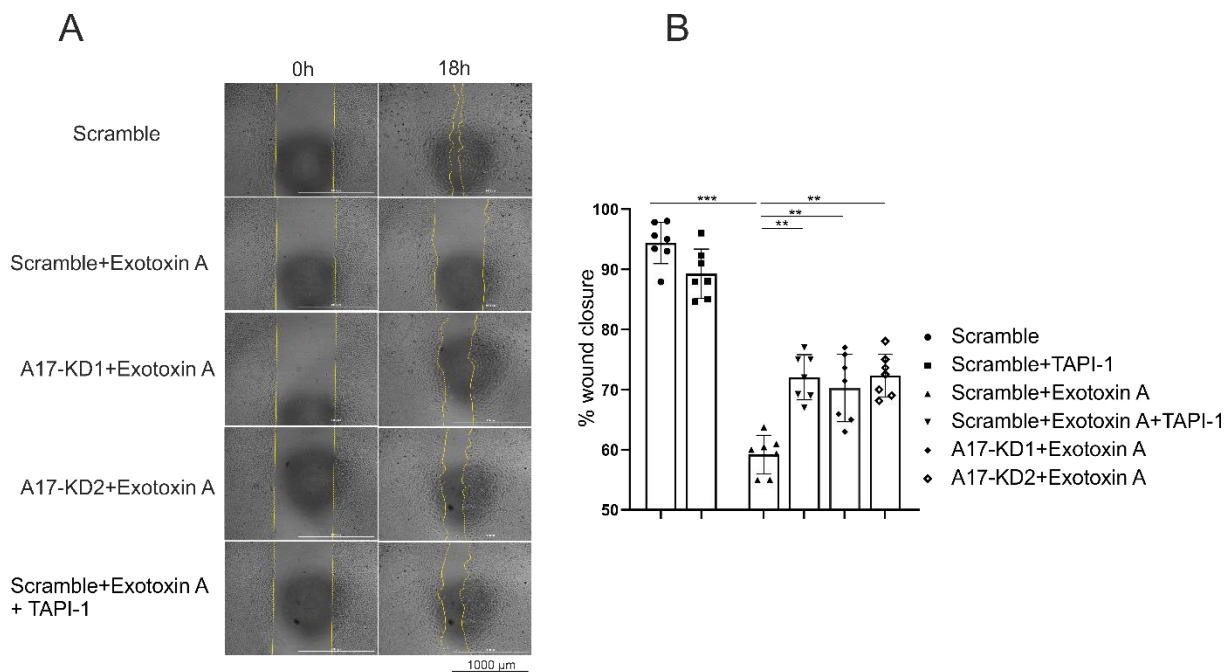 A
B
0h
18h
Scramble
Scramble+Exotoxin A
A17-KD1+Exotoxin A
A17-KD2+Exotoxin A
Scramble+Exotoxin A
+ TAPI-1
1000 µm
% wound closure
100
90
80
70
60
50
***
**
**
**
Scramble
Scramble+TAPI-1
Scramble+Exotoxin A
Scramble+Exotoxin A+TAPI-1
A17-KD1+Exotoxin A
A17-KD2+Exotoxin A